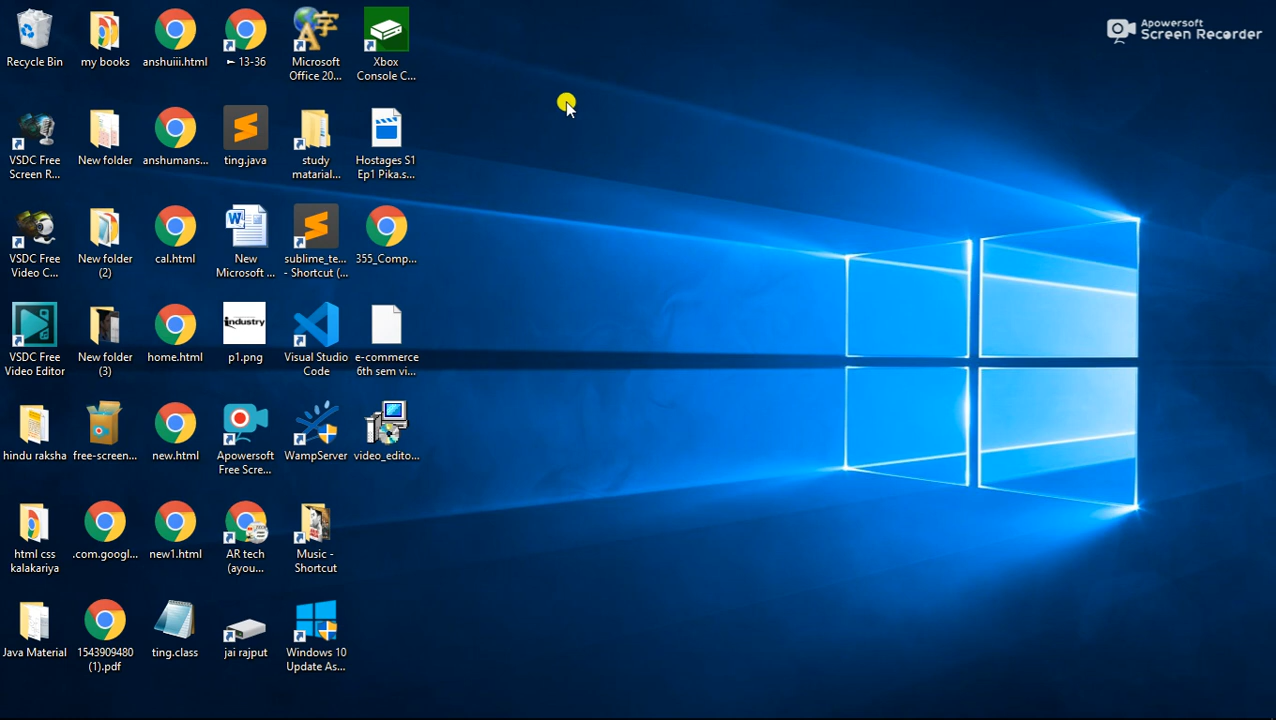 Apowersoft
Screen Recorder
Recycle Bin
my books
anshuiii.html
► 13-36
Microsoft
Office 20...
Xbox
Console C...
VSDC Free
Screen R...
New folder
anshumans...
ting.java
study
matarial...
Hostages S1
Ep1 Pika.s...
VSDC Free
Video C...
New folder
(2)
cal.html
New
Microsoft ...
sublime_te...
- Shortcut (...
355_Comp...
VSDC Free
Video Editor
New folder
(3)
home.html
industry
p1.png
Visual Studio
Code
e-commerce
6th sem vi...
hindu raksha
free-screen...
new.html
Apowersoft
Free Scre...
WampServer
video_edito...
html css
kalakariya
.com.googl...
new1.html
AR tech
(ayou...
Music -
Shortcut
Java Material
1543909480
(1).pdf
ting.class
jai rajput
Windows 10
Update As...